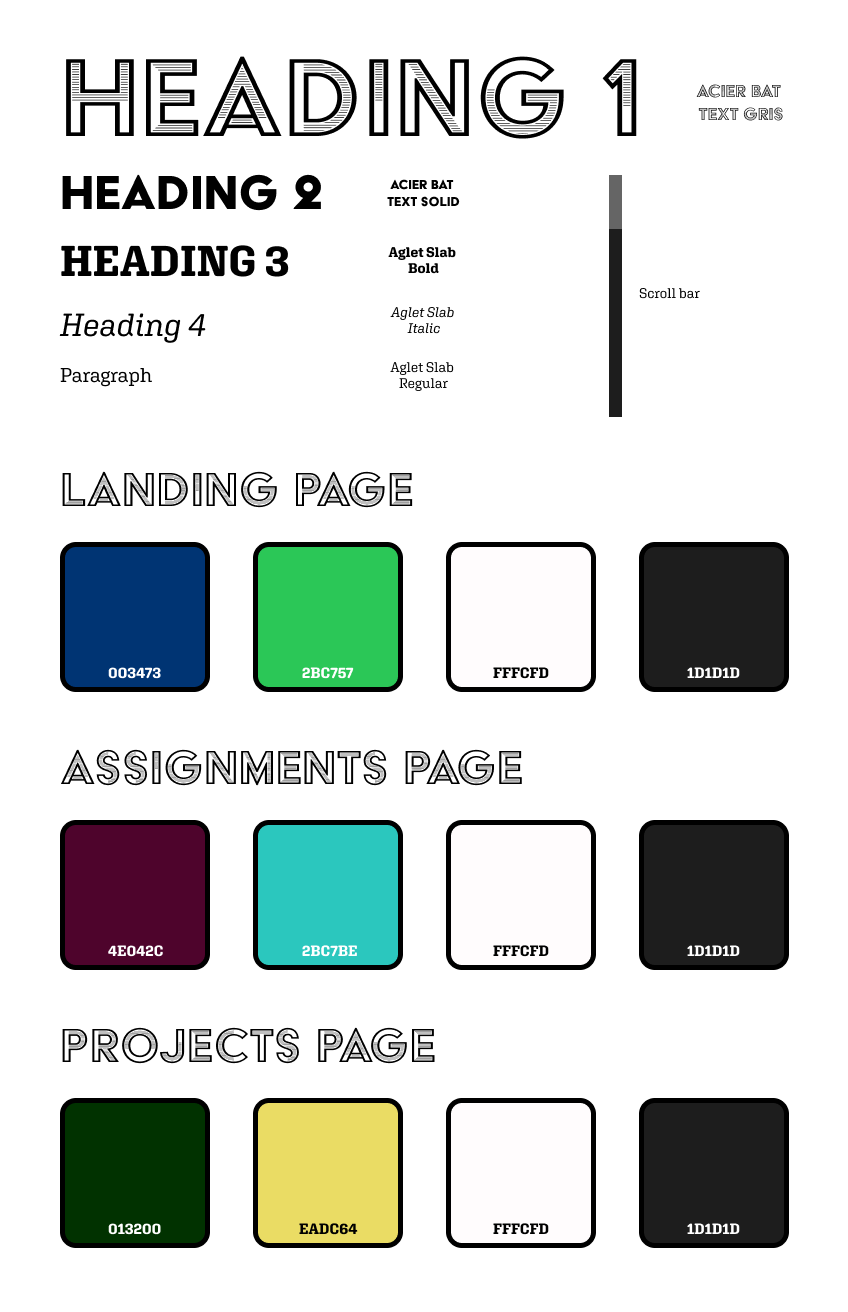 HEADING 1
ACIER BAT
TEXT GRIS
HEADING 2
ACIER BAT
TEXT SOLID
HEADING 3
Aglet Slab
Bold
Scroll bar
Heading 4
Aglet Slab
Italic
Paragraph
Aglet Slab
Regular
LANDING PAGE
003473
2BC757
FFFCFD
1D1D1D
ASSIGNMENTS PAGE
4E042C
2BC7BE
FFFCFD
1D1D1D
PROJECTS PAGE
013200
EADC64
FFFCFD
1D1D1D